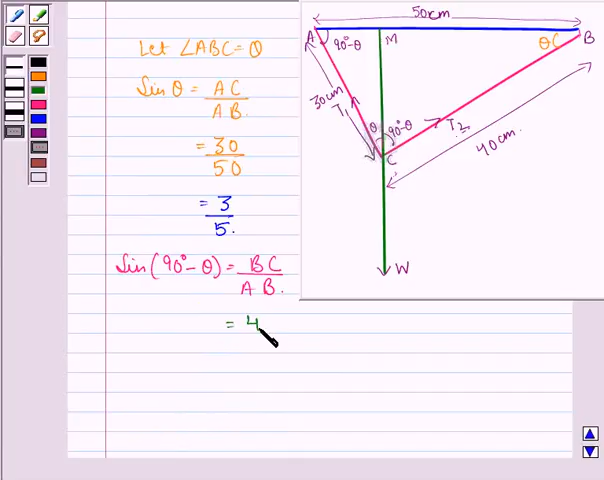 Let ∠ABC = θ
Sin θ = AC
AB.
= 30
50
= 3
5.
Sin(90° - θ) = BC
AB.
= 4
50cm
A
90°-θ
M
θ
B
30cm
T₁
θ
90°-θ
T₂
C
40cm.
W